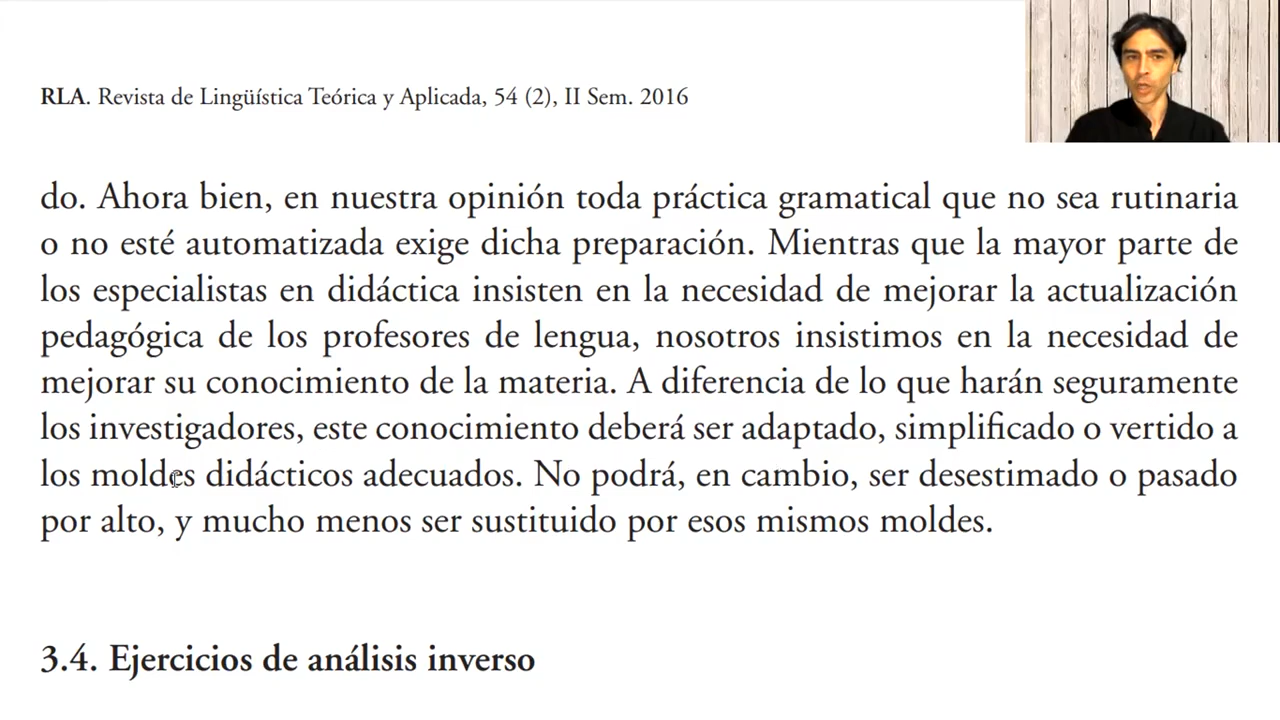 RLA. Revista de Lingüística Teórica y Aplicada, 54 (2), II Sem. 2016
do. Ahora bien, en nuestra opinión toda práctica gramatical que no sea rutinaria
o no esté automatizada exige dicha preparación. Mientras que la mayor parte de
los especialistas en didáctica insisten en la necesidad de mejorar la actualización
pedagógica de los profesores de lengua, nosotros insistimos en la necesidad de
mejorar su conocimiento de la materia. A diferencia de lo que harán seguramente
los investigadores, este conocimiento deberá ser adaptado, simplificado o vertido a
los moldes didácticos adecuados. No podrá, en cambio, ser desestimado o pasado
por alto, y mucho menos ser sustituido por esos mismos moldes.
3.4. Ejercicios de análisis inverso